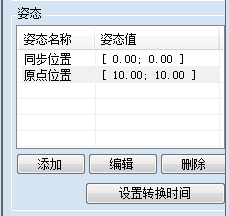 姿态
姿态名称 姿态值
同步位置 [ 0.00; 0.00 ]
原点位置 [ 10.00; 10.00 ]
添加 编辑 删除
设置转换时间